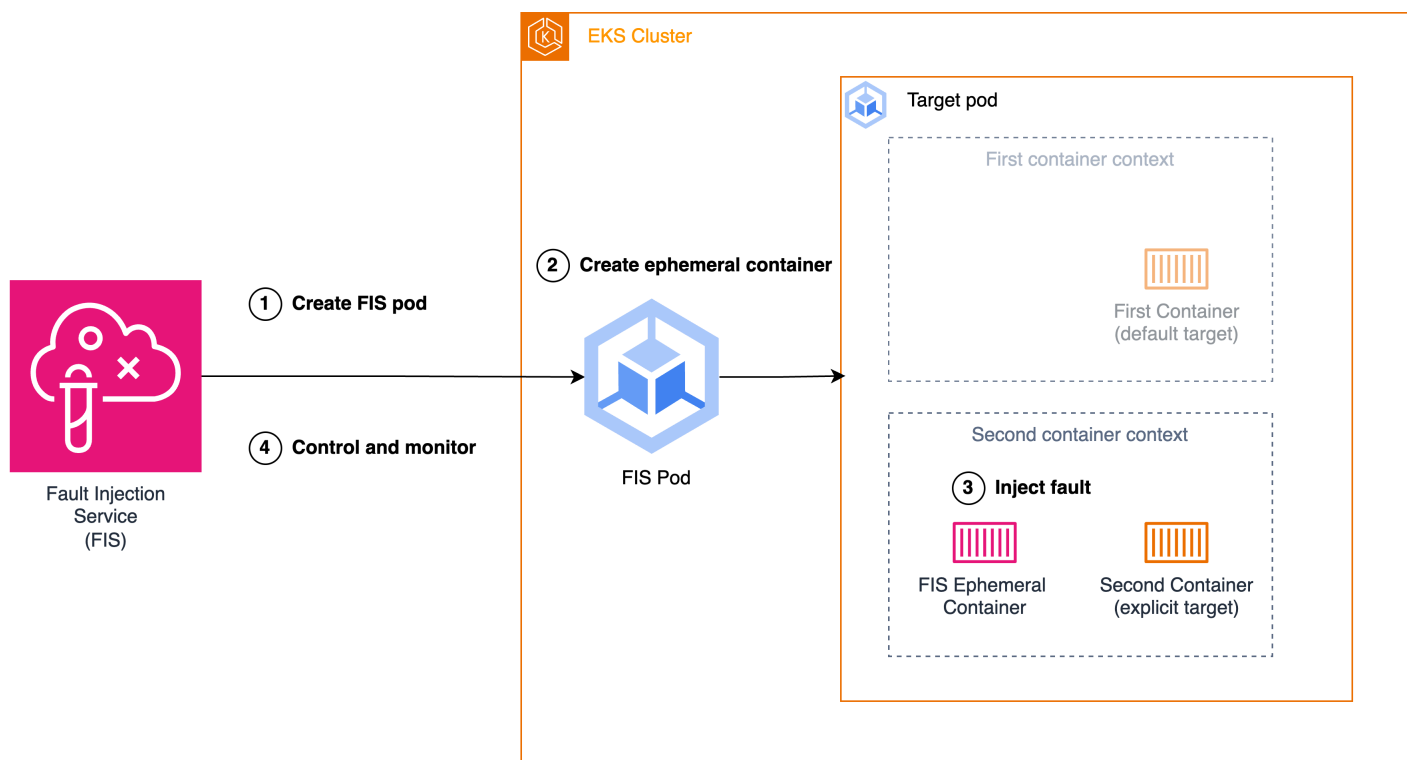 EKS Cluster
Target pod
First container context
2 Create ephemeral container
1 Create FIS pod
First Container
(default target)
4 Control and monitor
Second container context
FIS Pod
3 Inject fault
Fault Injection
Service
(FIS)
FIS Ephemeral
Container
Second Container
(explicit target)